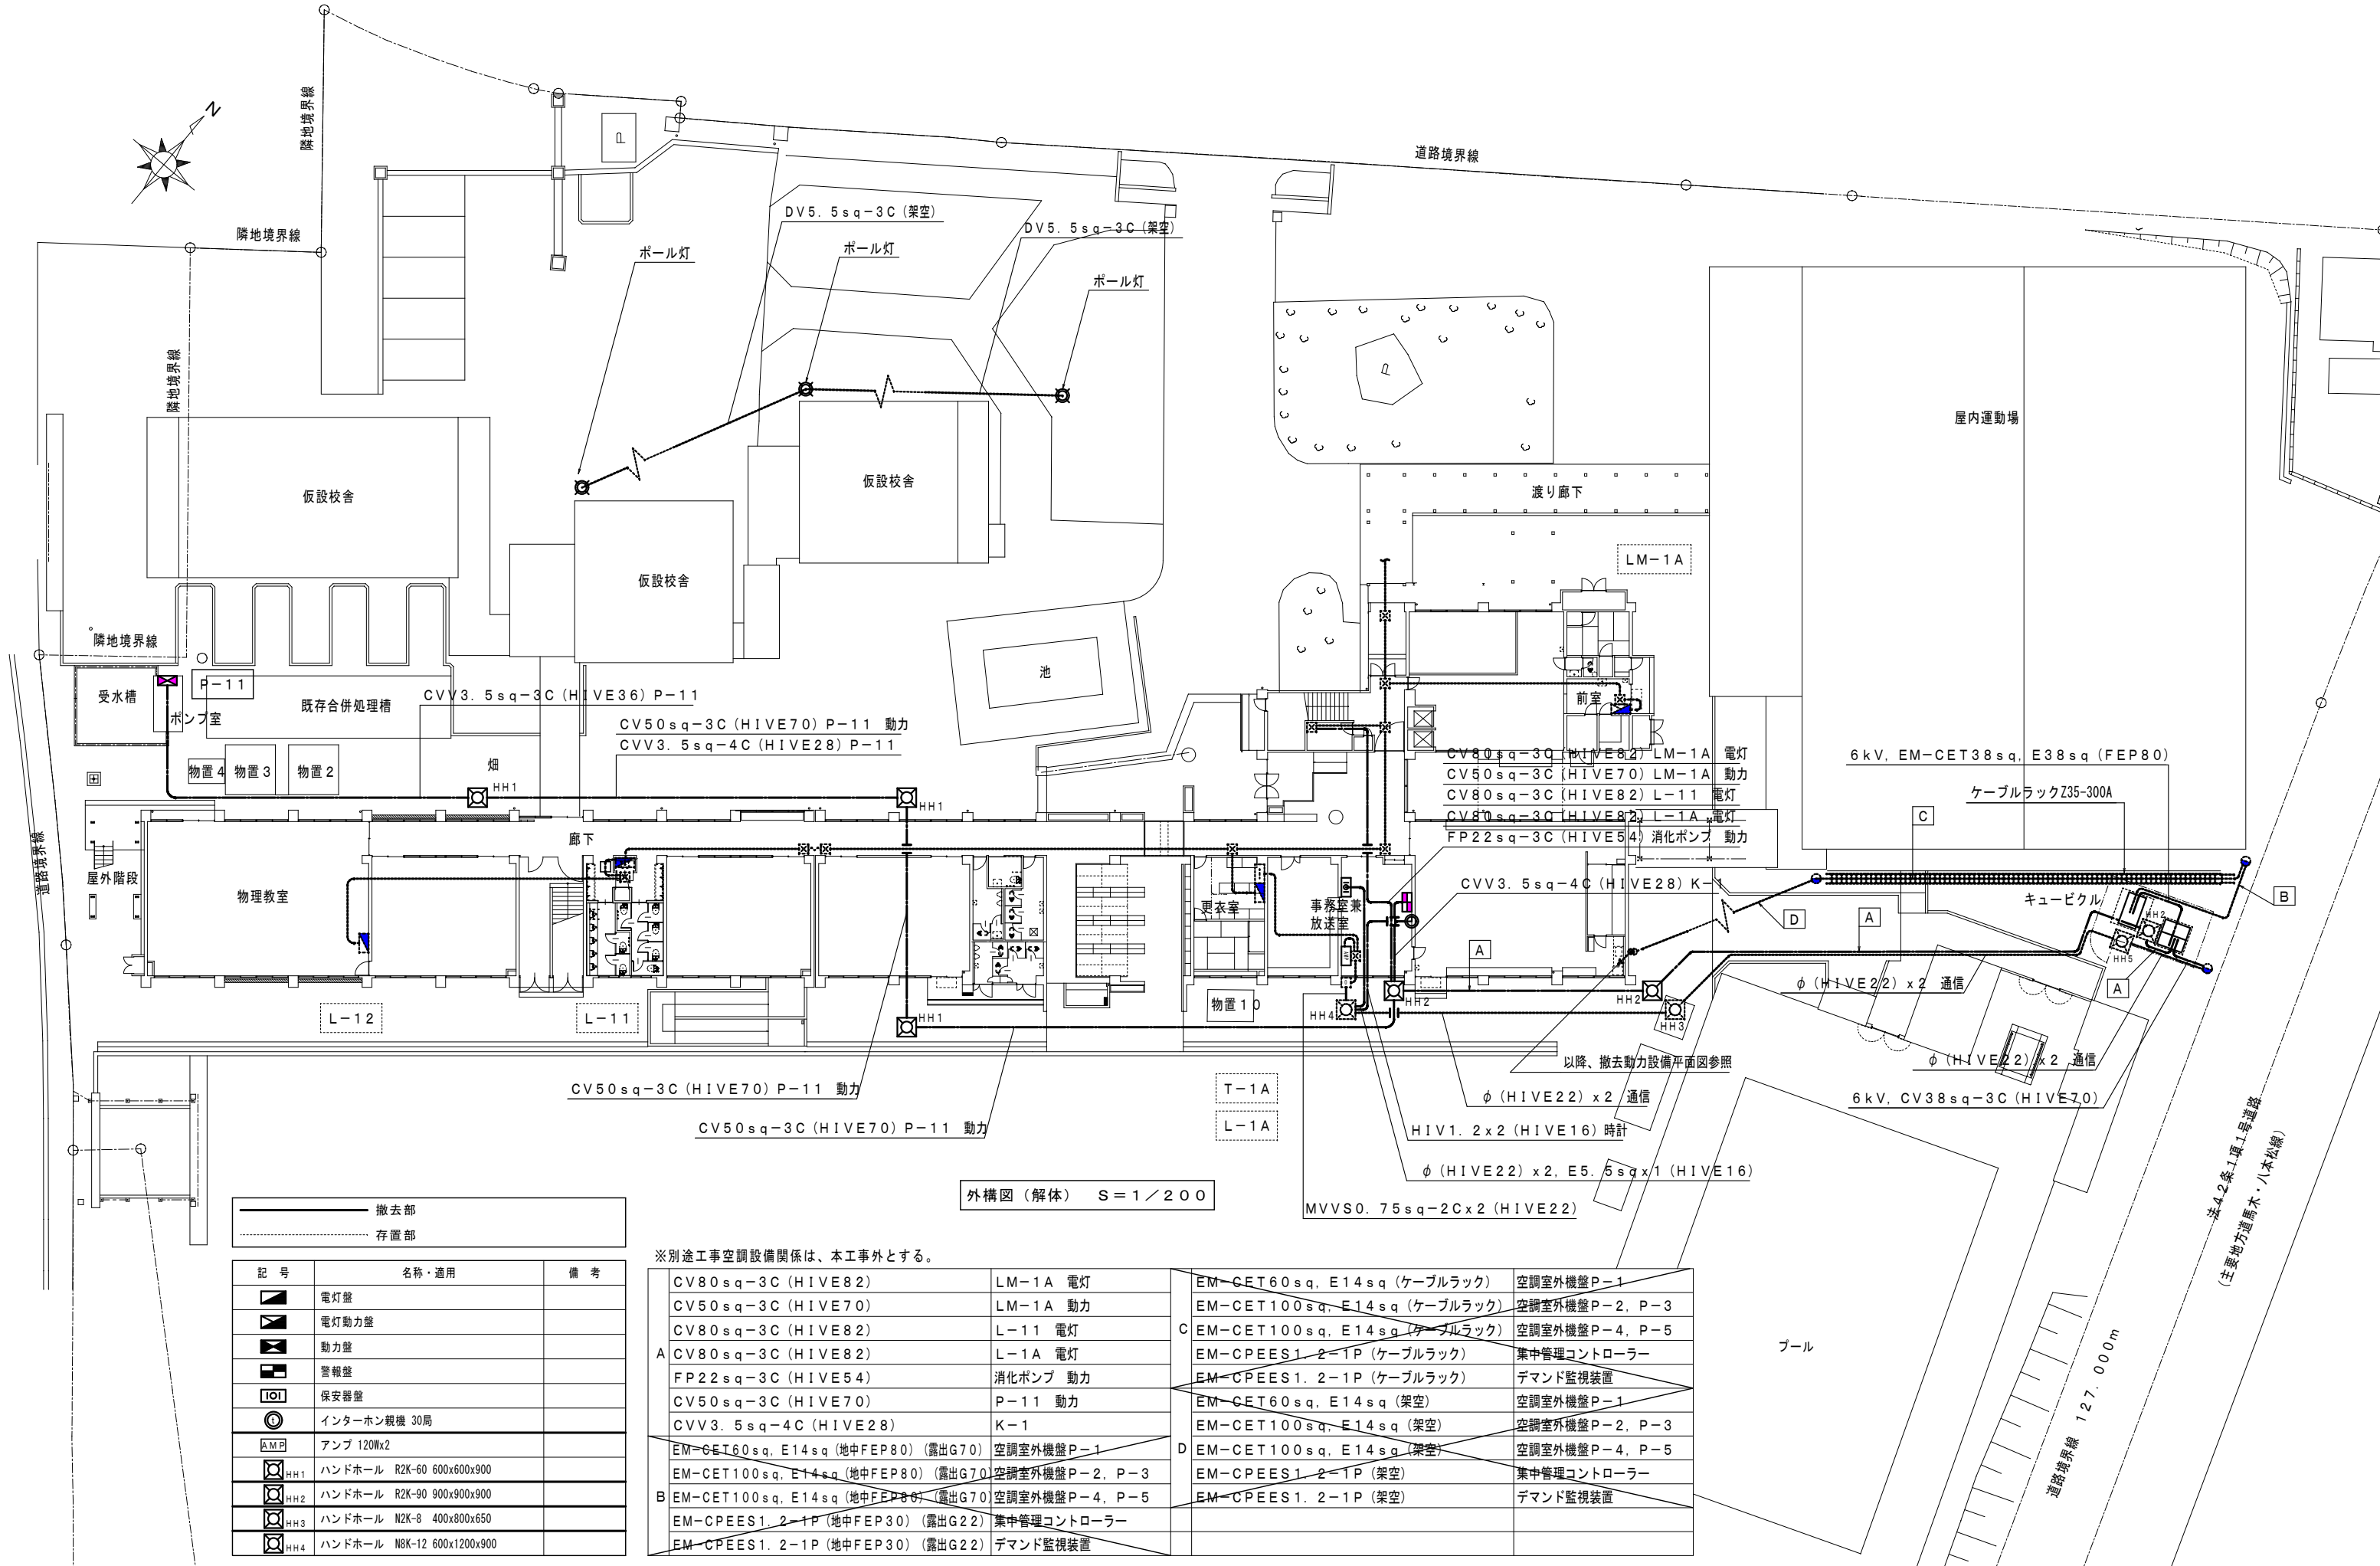 N
隣地境界線
P
道路境界線
DV5.5sq-3C(架空)
DV5.5sq-3C(架空)
隣地境界線
ポール灯
ポール灯
ポール灯
隣地境界線
P
屋内運動場
仮設校舎
仮設校舎
渡り廊下
仮設校舎
LM-1A
隣地境界線
池
P-11
受水槽
ポンプ室
既存合併処理槽
CVV3.5sq-3C(HIVE36)P-11
CV50sq-3C(HIVE70)P-11 動力
CVV3.5sq-4C(HIVE28)P-11
前室
物置4
物置3
物置2
畑
HH1
HH1
CV80sq-3C(HIVE82)LM-1A 電灯
CV50sq-3C(HIVE70)LM-1A 動力
CV80sq-3C(HIVE82)L-11 電灯
CV80sq-3C(HIVE82)L-1A 電灯
FP22sq-3C(HIVE54)消化ポンプ 動力
CVV3.5sq-4C(HIVE28)K-1
6kV, EM-CET38sq, E38sq(FEP80)
ケーブルラックZ35-300A
C
道路境界線
廊下
屋外階段
物理教室
更衣室
事務室兼
放送室
キュービクル
B
D
A
A
HH2
HH5
A
φ(HIVE22)x2 通信
L-12
L-11
物置10
HH1
HH4
HH2
HH2
HH3
以降、撤去動力設備平面図参照
φ(HIVE22)x2 通信
CV50sq-3C(HIVE70)P-11 動力
T-1A
φ(HIVE22)x2 通信
6kV, CV38sq-3C(HIVE70)
CV50sq-3C(HIVE70)P-11 動力
L-1A
HIV1.2x2(HIVE16)時計
φ(HIVE22)x2, E5.5sqx1(HIVE16)
MVVS0.75sq-2Cx2(HIVE22)
法42条1項1号道路
(主要地方道馬木・八本松線)
道路境界線 127.000m
プール
外構図(解体) S=1/200
撤去部
存置部
記号 名称・適用 備考
電灯盤
電灯動力盤
動力盤
警報盤
保安器盤
t インターホン親機 30局
AMP アンプ 120Wx2
HH1 ハンドホール R2K-60 600x600x900
HH2 ハンドホール R2K-90 900x900x900
HH3 ハンドホール N2K-8 400x800x650
HH4 ハンドホール N8K-12 600x1200x900
※別途工事空調設備関係は、本工事外とする。
A
CV80sq-3C(HIVE82) LM-1A 電灯
CV50sq-3C(HIVE70) LM-1A 動力
CV80sq-3C(HIVE82) L-11 電灯
CV80sq-3C(HIVE82) L-1A 電灯
FP22sq-3C(HIVE54) 消化ポンプ 動力
CV50sq-3C(HIVE70) P-11 動力
CVV3.5sq-4C(HIVE28) K-1
B
EM-CET60sq, E14sq(地中FEP80)(露出G70) 空調室外機盤P-1
EM-CET100sq, E14sq(地中FEP80)(露出G70) 空調室外機盤P-2, P-3
EM-CET100sq, E14sq(地中FEP80)(露出G70) 空調室外機盤P-4, P-5
EM-CPEES1.2-1P(地中FEP30)(露出G22) 集中管理コントローラー
EM-CPEES1.2-1P(地中FEP30)(露出G22) デマンド監視装置
C
EM-CET60sq, E14sq(ケーブルラック) 空調室外機盤P-1
EM-CET100sq, E14sq(ケーブルラック) 空調室外機盤P-2, P-3
EM-CET100sq, E14sq(ケーブルラック) 空調室外機盤P-4, P-5
EM-CPEES1.2-1P(ケーブルラック) 集中管理コントローラー
EM-CPEES1.2-1P(ケーブルラック) デマンド監視装置
D
EM-CET60sq, E14sq(架空) 空調室外機盤P-1
EM-CET100sq, E14sq(架空) 空調室外機盤P-2, P-3
EM-CET100sq, E14sq(架空) 空調室外機盤P-4, P-5
EM-CPEES1.2-1P(架空) 集中管理コントローラー
EM-CPEES1.2-1P(架空) デマンド監視装置